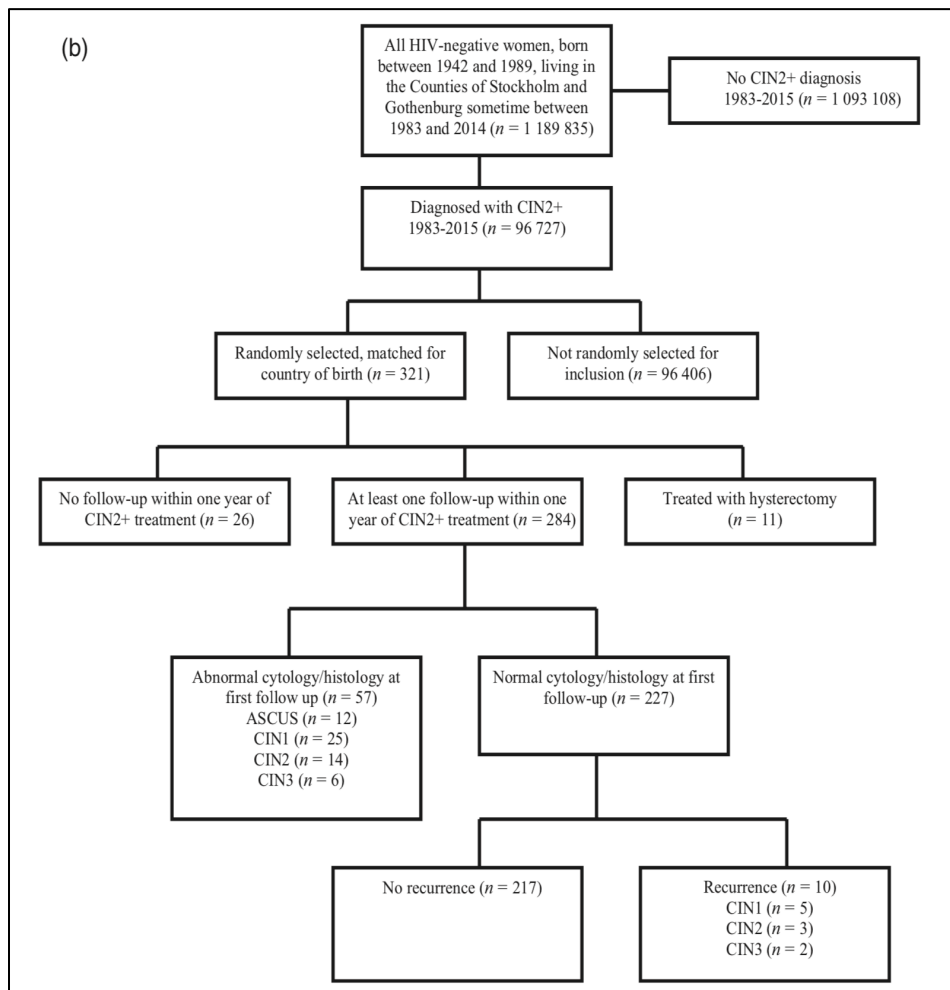 (b)
All HIV-negative women, born
between 1942 and 1989, living in
the Counties of Stockholm and
Gothenburg sometime between
1983 and 2014 (n = 1 189 835)
No CIN2+ diagnosis
1983-2015 (n = 1 093 108)
Diagnosed with CIN2+
1983-2015 (n = 96 727)
Randomly selected, matched for
country of birth (n = 321)
Not randomly selected for
inclusion (n = 96 406)
No follow-up within one year of
CIN2+ treatment (n = 26)
At least one follow-up within one
year of CIN2+ treatment (n = 284)
Treated with hysterectomy
(n = 11)
Abnormal cytology/histology at
first follow up (n = 57)
ASCUS (n = 12)
CIN1 (n = 25)
CIN2 (n = 14)
CIN3 (n = 6)
Normal cytology/histology at first
follow-up (n = 227)
No recurrence (n = 217)
Recurrence (n = 10)
CIN1 (n = 5)
CIN2 (n = 3)
CIN3 (n = 2)